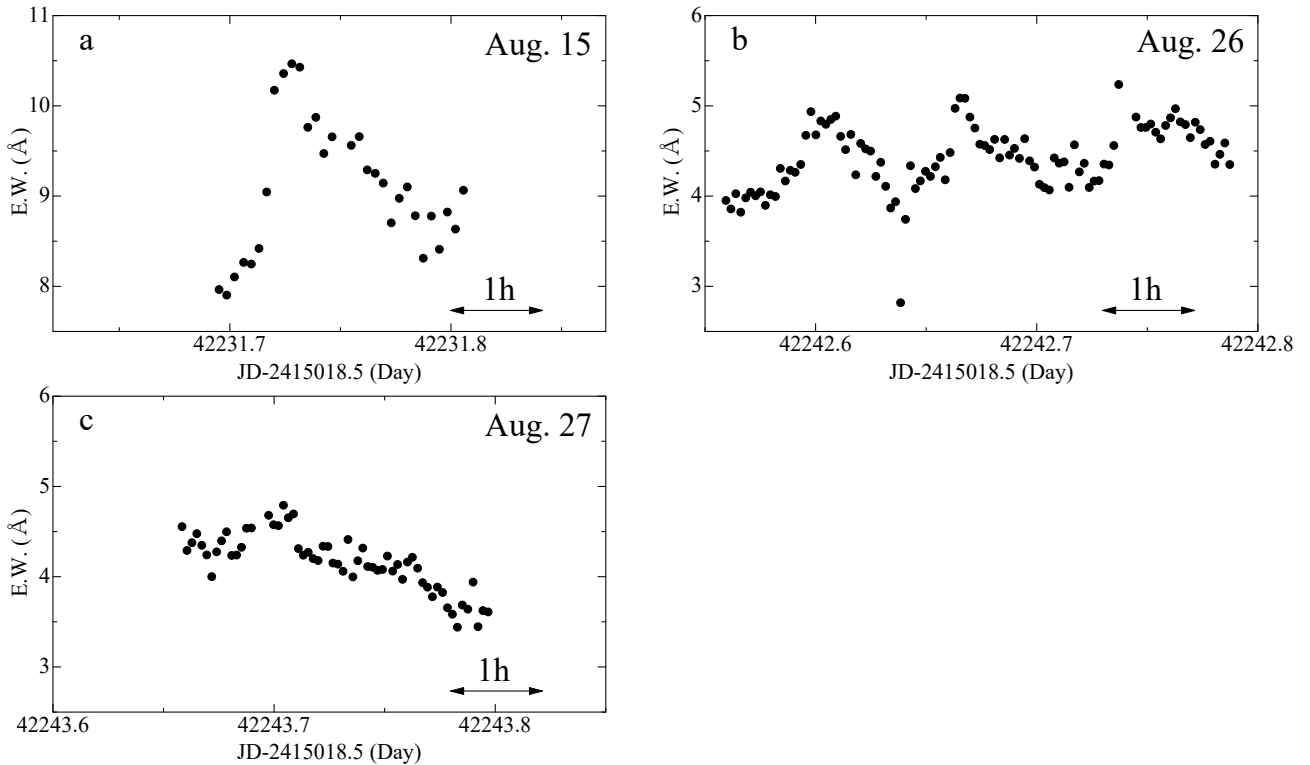 a
Aug. 15
11
10
9
8
E.W. (Å)
1h
42231.7
42231.8
JD-2415018.5 (Day)
b
Aug. 26
6
5
4
3
E.W. (Å)
1h
42242.6
42242.7
42242.8
JD-2415018.5 (Day)
c
Aug. 27
6
5
4
3
E.W. (Å)
1h
42243.6
42243.7
42243.8
JD-2415018.5 (Day)